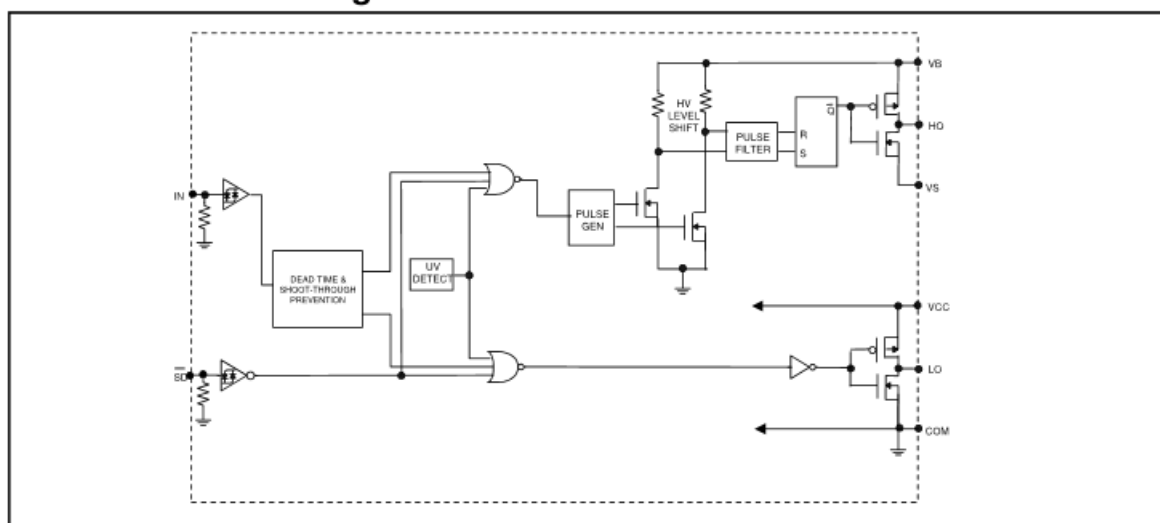 g
VB
HV
LEVEL
SHIFT
Q
HO
PULSE
FILTER
R
S
VS
IN
PULSE
GEN
UV
DETECT
DEAD TIME &
SHOOT-THROUGH
PREVENTION
VCC
SD
LO
COM